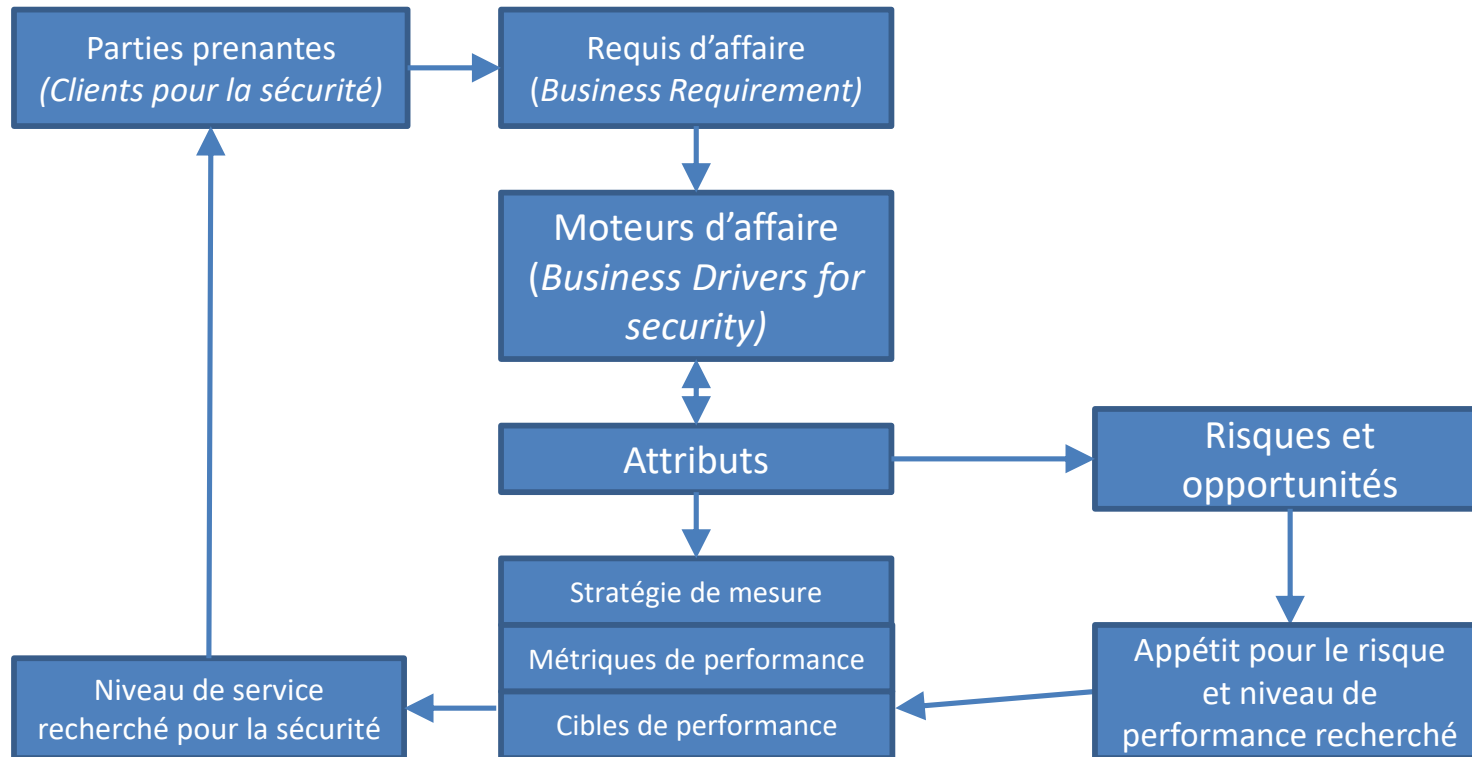 Parties prenantes
(Clients pour la sécurité)
Requis d’affaire
(Business Requirement)
Moteurs d’affaire
(Business Drivers for
security)
Attributs
Risques et
opportunités
Stratégie de mesure
Métriques de performance
Cibles de performance
Niveau de service
recherché pour la sécurité
Appétit pour le risque
et niveau de
performance recherché